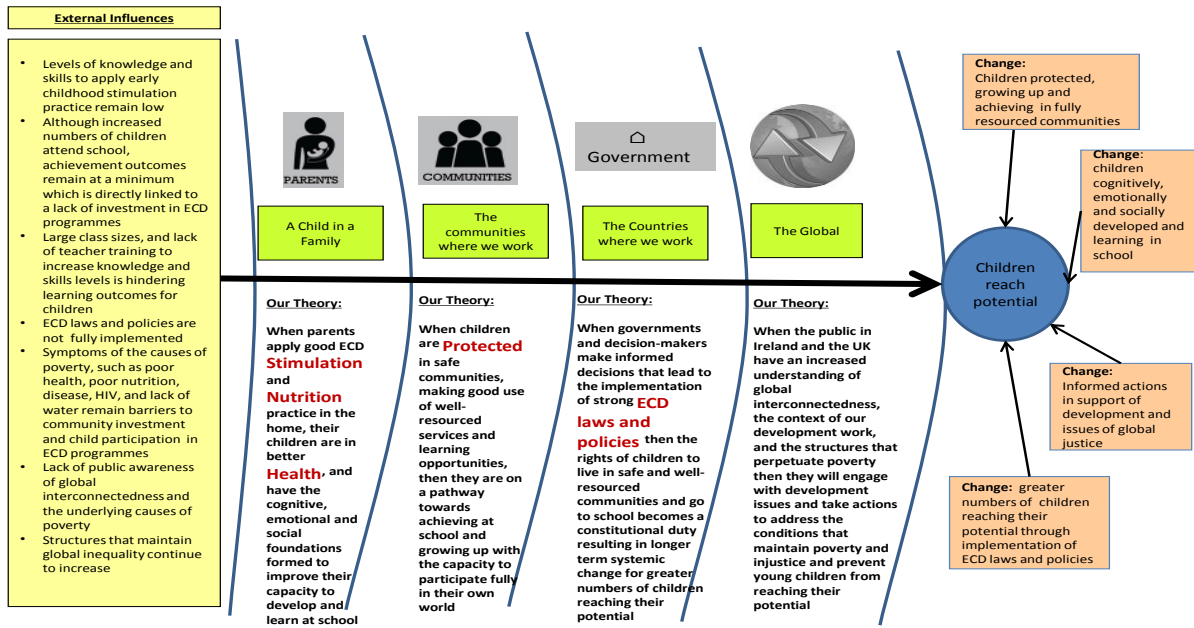 External Influences
• Levels of knowledge and
skills to apply early
childhood stimulation
practice remain low
• Although increased
numbers of children
attend school,
achievement outcomes
remain at a minimum
which is directly linked to
a lack of investment in ECD
programmes
• Large class sizes, and lack
of teacher training to
increase knowledge and
skills levels is hindering
learning outcomes for
children
• ECD laws and policies are
not fully implemented
• Symptoms of the causes of
poverty, such as poor
health, poor nutrition,
disease, HIV, and lack of
water remain barriers to
community investment
and child participation in
ECD programmes
• Lack of public awareness
of global
interconnectedness and
the underlying causes of
poverty
• Structures that maintain
global inequality continue
to increase
PARENTS
A Child in a
Family
Our Theory:
When parents
apply good ECD
Stimulation
and
Nutrition
practice in the
home, their
children are in
better
Health, and
have the
cognitive,
emotional and
social
foundations
formed to
improve their
capacity to
develop and
learn at school
COMMUNITIES
The
communities
where we work
Our Theory:
When children
are Protected
in safe
communities,
making good use
of well-
resourced
services and
learning
opportunities,
then they are on
a pathway
towards
achieving at
school and
growing up with
the capacity to
participate fully
in their own
world
Government
The Countries
where we work
Our Theory:
When governments
and decision-makers
make informed
decisions that lead to
the implementation
of strong ECD
laws and
policies then the
rights of children to
live in safe and well-
resourced
communities and go
to school becomes a
constitutional duty
resulting in longer
term systemic
change for greater
numbers of children
reaching their
potential
The Global
Our Theory:
When the public in
Ireland and the UK
have an increased
understanding of
global
interconnectedness,
the context of our
development work,
and the structures that
perpetuate poverty
then they will engage
with development
issues and take actions
to address the
conditions that
maintain poverty and
injustice and prevent
young children from
reaching their
potential
Children
reach
potential
Change:
Children protected,
growing up and
achieving in fully
resourced communities
Change:
children
cognitively,
emotionally
and socially
developed and
learning in
school
Change:
Informed actions
in support of
development and
issues of global
justice
Change: greater
numbers of children
reaching their
potential through
implementation of
ECD laws and policies